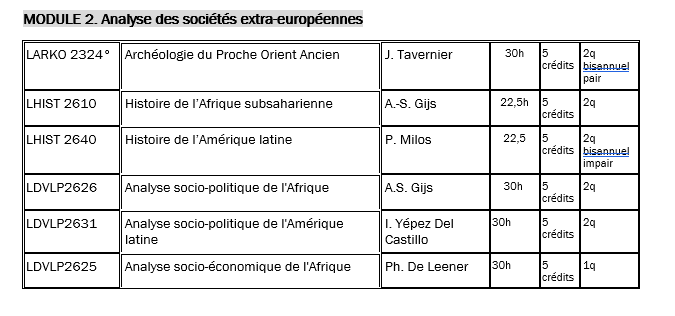 MODULE 2. Analyse des sociétés extra-européennes
LARKO 2324° Archéologie du Proche Orient Ancien J. Tavernier 30h 5 crédits 2q bisannuel pair
LHIST 2610 Histoire de l'Afrique subsaharienne A.-S. Gijs 22,5h 5 crédits 2q
LHIST 2640 Histoire de l'Amérique latine P. Milos 22,5 5 crédits 2q bisannuel impair
LDVLP2626 Analyse socio-politique de l'Afrique A.S. Gijs 30h 5 crédits 2q
LDVLP2631 Analyse socio-politique de l'Amérique latine I. Yépez Del Castillo 30h 5 crédits 2q
LDVLP2625 Analyse socio-économique de l'Afrique Ph. De Leener 30h 5 crédits 1q